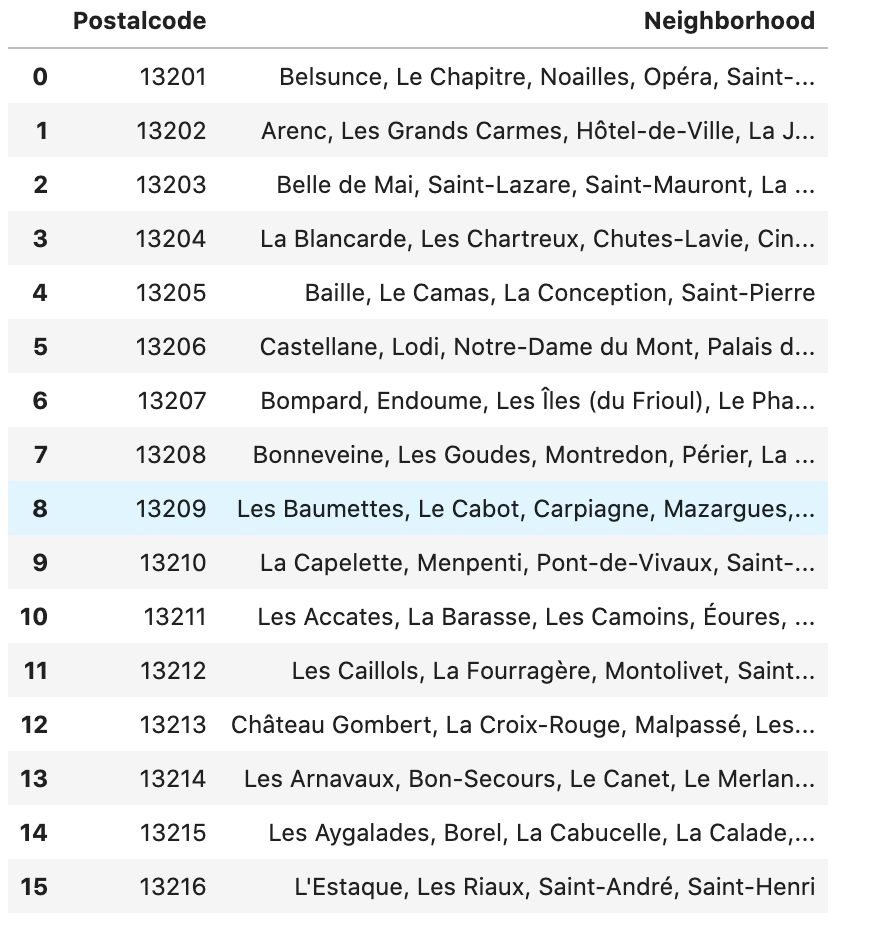 Postalcode Neighborhood
0 13201 Belsunce, Le Chapitre, Noailles, Opéra, Saint-...
1 13202 Arenc, Les Grands Carmes, Hôtel-de-Ville, La J...
2 13203 Belle de Mai, Saint-Lazare, Saint-Mauront, La ...
3 13204 La Blancarde, Les Chartreux, Chutes-Lavie, Cin...
4 13205 Baille, Le Camas, La Conception, Saint-Pierre
5 13206 Castellane, Lodi, Notre-Dame du Mont, Palais d...
6 13207 Bompard, Endoume, Les Îles (du Frioul), Le Pha...
7 13208 Bonneveine, Les Goudes, Montredon, Périer, La ...
8 13209 Les Baumettes, Le Cabot, Carpiagne, Mazargues,...
9 13210 La Capelette, Menpenti, Pont-de-Vivaux, Saint-...
10 13211 Les Accates, La Barasse, Les Camoins, Éoures, ...
11 13212 Les Caillols, La Fourragère, Montolivet, Saint...
12 13213 Château Gombert, La Croix-Rouge, Malpassé, Les...
13 13214 Les Arnavaux, Bon-Secours, Le Canet, Le Merlan...
14 13215 Les Aygalades, Borel, La Cabucelle, La Calade,...
15 13216 L'Estaque, Les Riaux, Saint-André, Saint-Henri